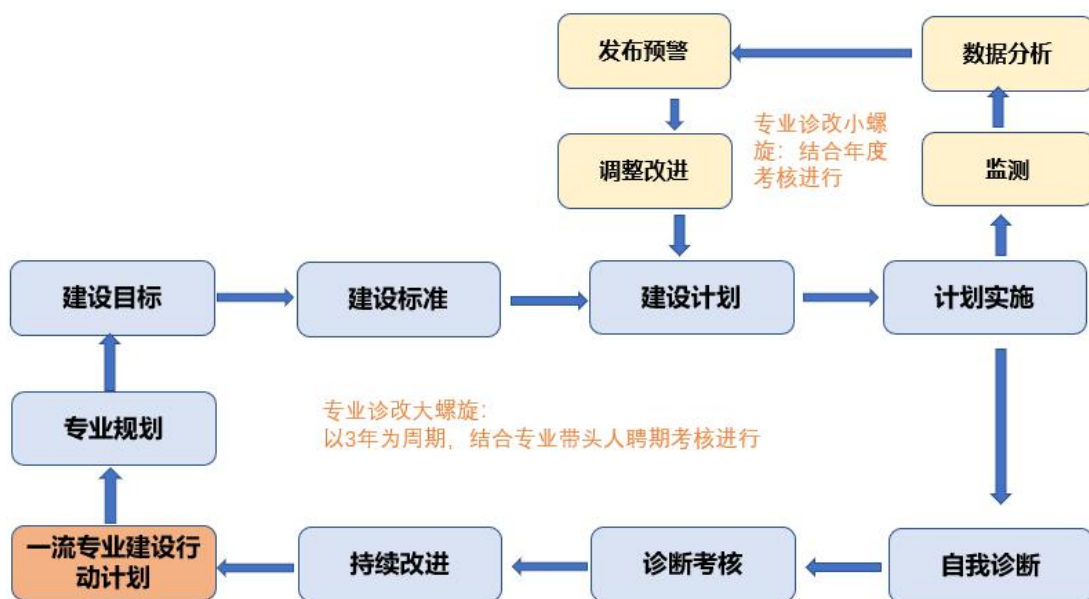 发布预警
数据分析
专业诊改小螺
旋：结合年度
考核进行
调整改进
监测
建设目标
建设标准
建设计划
计划实施
专业规划
专业诊改大螺旋：
以3年为周期，结合专业带头人聘期考核进行
一流专业建设行
动计划
持续改进
诊断考核
自我诊断